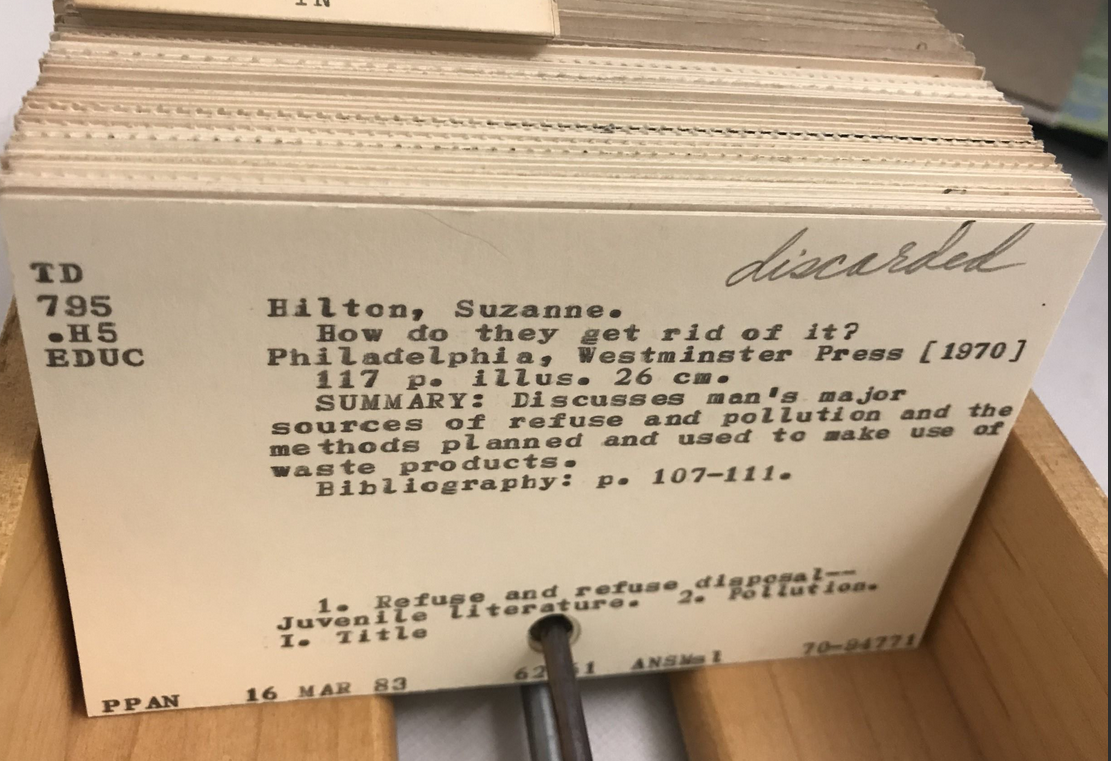 IN
discarded
TD
795 Hilton, Suzanne.
.H5 How do they get rid of it?
EDUC Philadelphia, Westminster Press [1970]
117 p. illus. 26 cm.
SUMMARY: Discusses man's major
sources of refuse and pollution and the
methods planned and used to make use of
waste products.
Bibliography: p. 107-111.
1. Refuse and refuse disposal--
Juvenile literature. 2. Pollution.
I. Title
PPAN 16 MAR 83 ANSMsl 70-94771